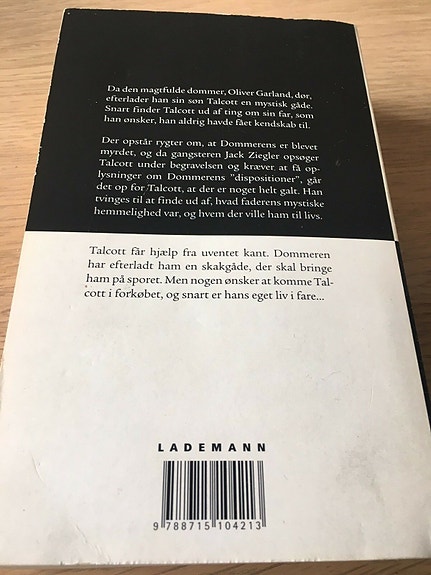 Da den magtfulde dommer, Oliver Garland, dør,
efterlader han sin søn Talcott en mystisk gåde.
Snart finder Talcott ud af ting om sin far, som
han ønsker, han aldrig havde fået kendskab til.
Der opstår rygter om, at Dommerens er blevet
myrdet, og da gangsteren Jack Ziegler opsøger
Talcott under begravelsen og kræver at få op-
lysninger om Dommerens "dispositioner", går
det op for Talcott, at der er noget helt galt. Han
tvinges til at finde ud af, hvad faderens mystiske
hemmelighed var, og hvem der ville ham til livs.
Talcott får hjælp fra uventet kant. Dommeren
har efterladt ham en skakgåde, der skal bringe
ham på sporet. Men nogen ønsker at komme Tal-
cott i forkøbet, og snart er hans eget liv i fare...
LADEMANN
9 788715 104213